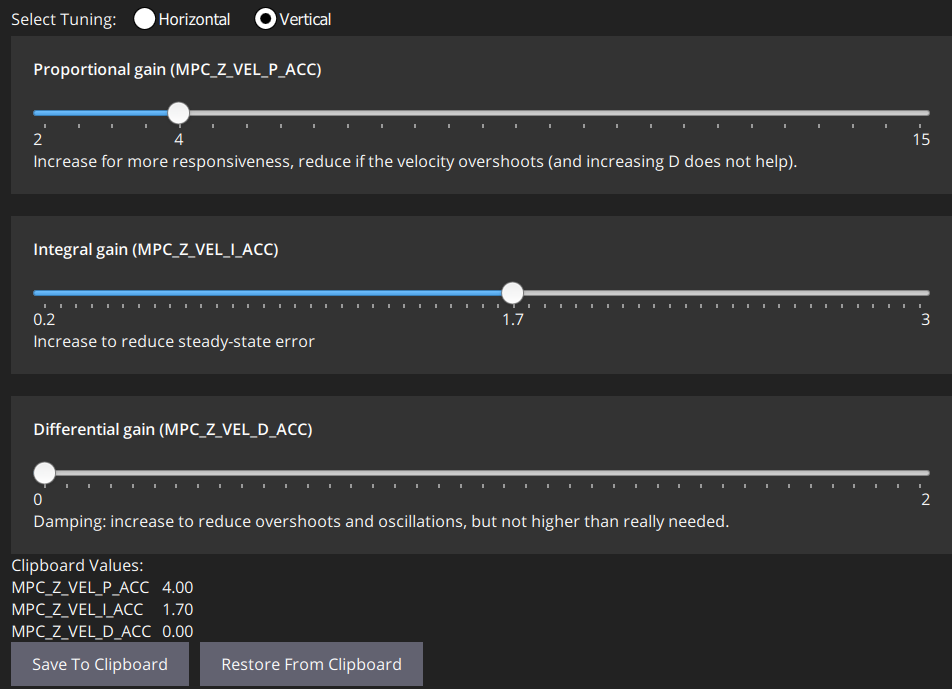 Select Tuning: Horizontal Vertical
Proportional gain (MPC_Z_VEL_P_ACC)
2 4 15
Increase for more responsiveness, reduce if the velocity overshoots (and increasing D does not help).
Integral gain (MPC_Z_VEL_I_ACC)
0.2 1.7 3
Increase to reduce steady-state error
Differential gain (MPC_Z_VEL_D_ACC)
0 2
Damping: increase to reduce overshoots and oscillations, but not higher than really needed.
Clipboard Values:
MPC_Z_VEL_P_ACC 4.00
MPC_Z_VEL_I_ACC 1.70
MPC_Z_VEL_D_ACC 0.00
Save To Clipboard Restore From Clipboard